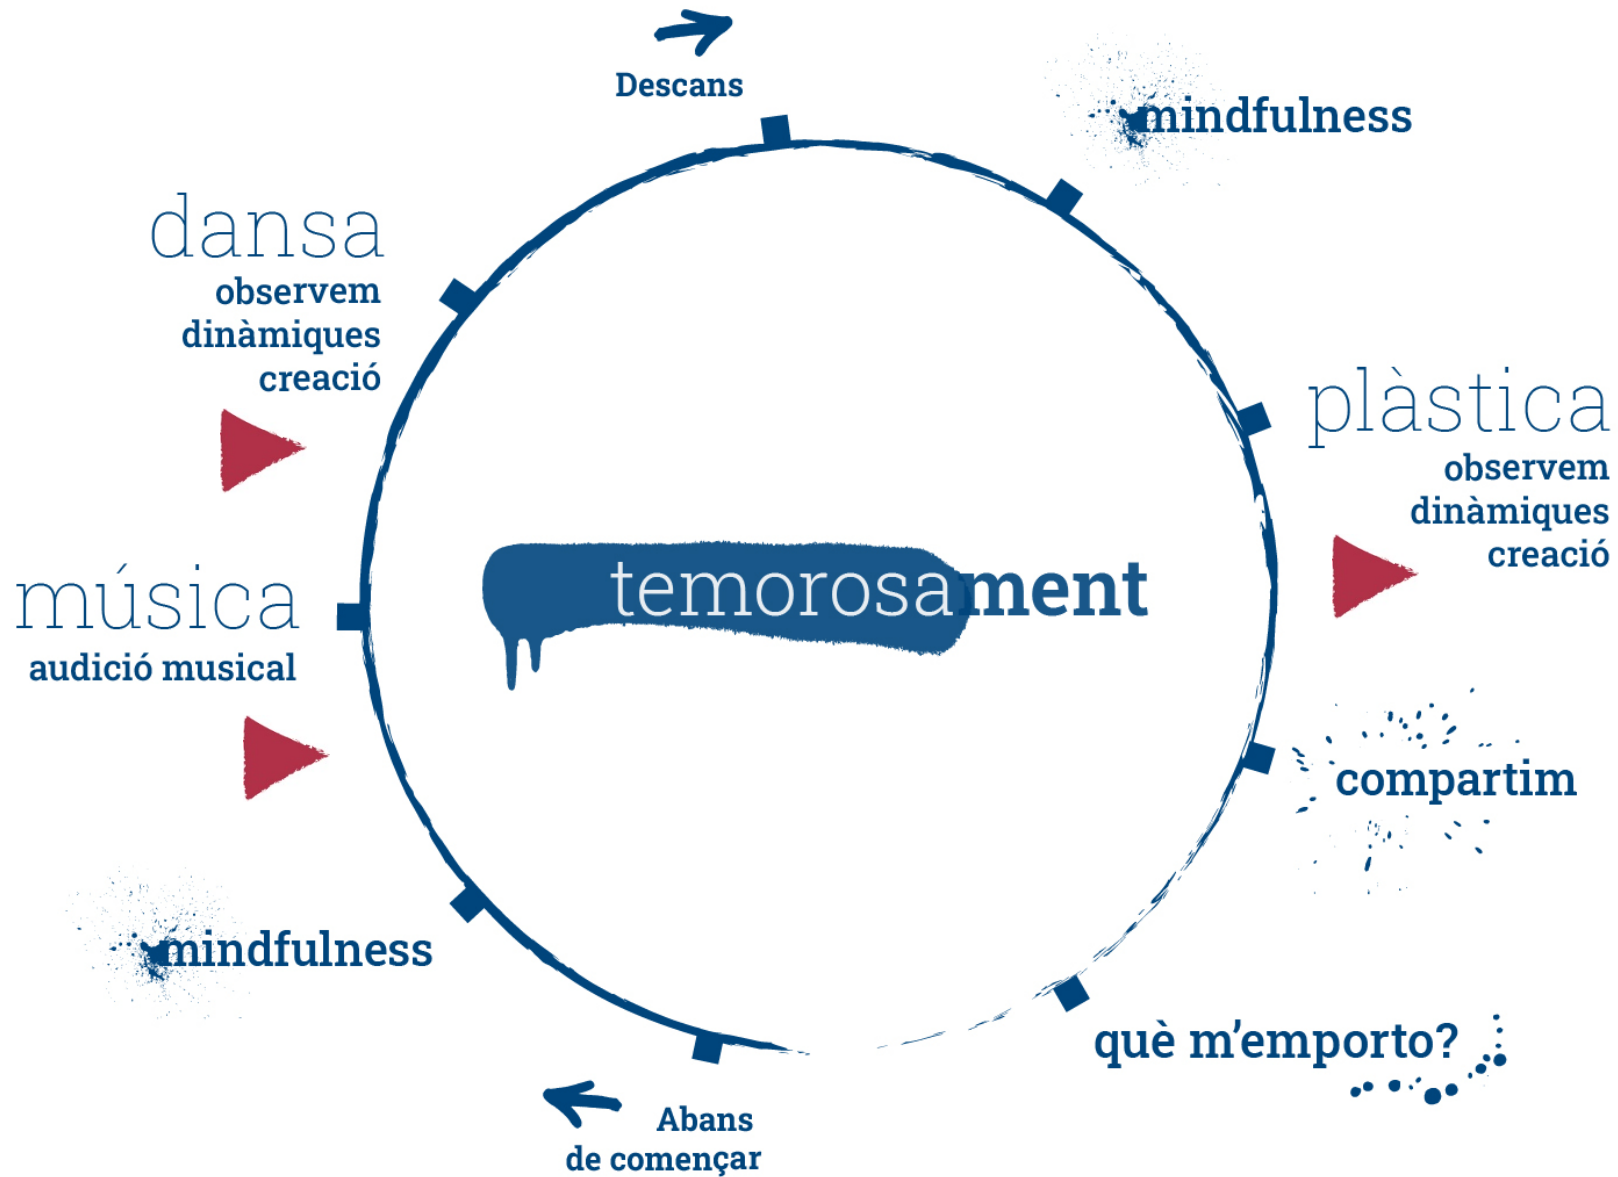 Descans
mindfulness
dansa
observem
dinàmiques
creació
plàstica
observem
dinàmiques
creació
temorosament
música
audició musical
compartim
mindfulness
què m’emporto?
Abans
de començar